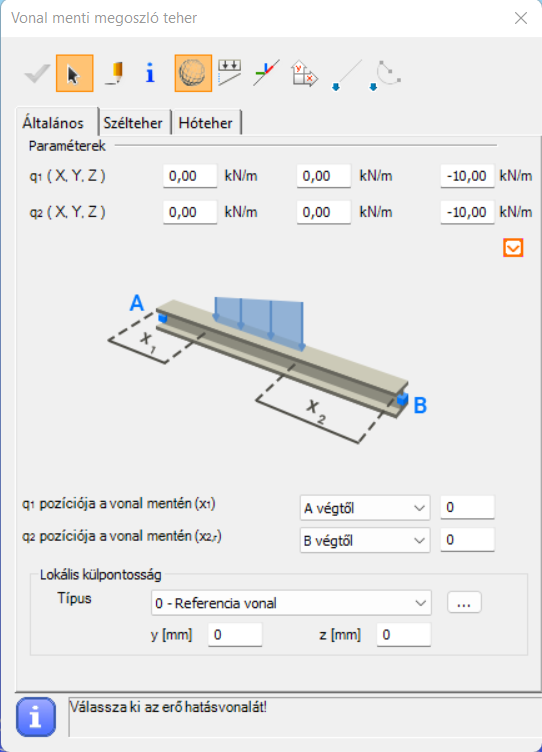 Vonal menti megoszló teher
Általános Szélteher Hóteher
Paraméterek
q1 ( X, Y, Z ) 0,00 kN/m 0,00 kN/m -10,00 kN/m
q2 ( X, Y, Z ) 0,00 kN/m 0,00 kN/m -10,00 kN/m
A
X1
X2
B
q1 pozíciója a vonal mentén (x1) A végtől 0
q2 pozíciója a vonal mentén (x2,r) B végtől 0
Lokális külpontosság
Típus 0 - Referencia vonal ...
y [mm] 0 z [mm] 0
Válassza ki az erő hatásvonalát!